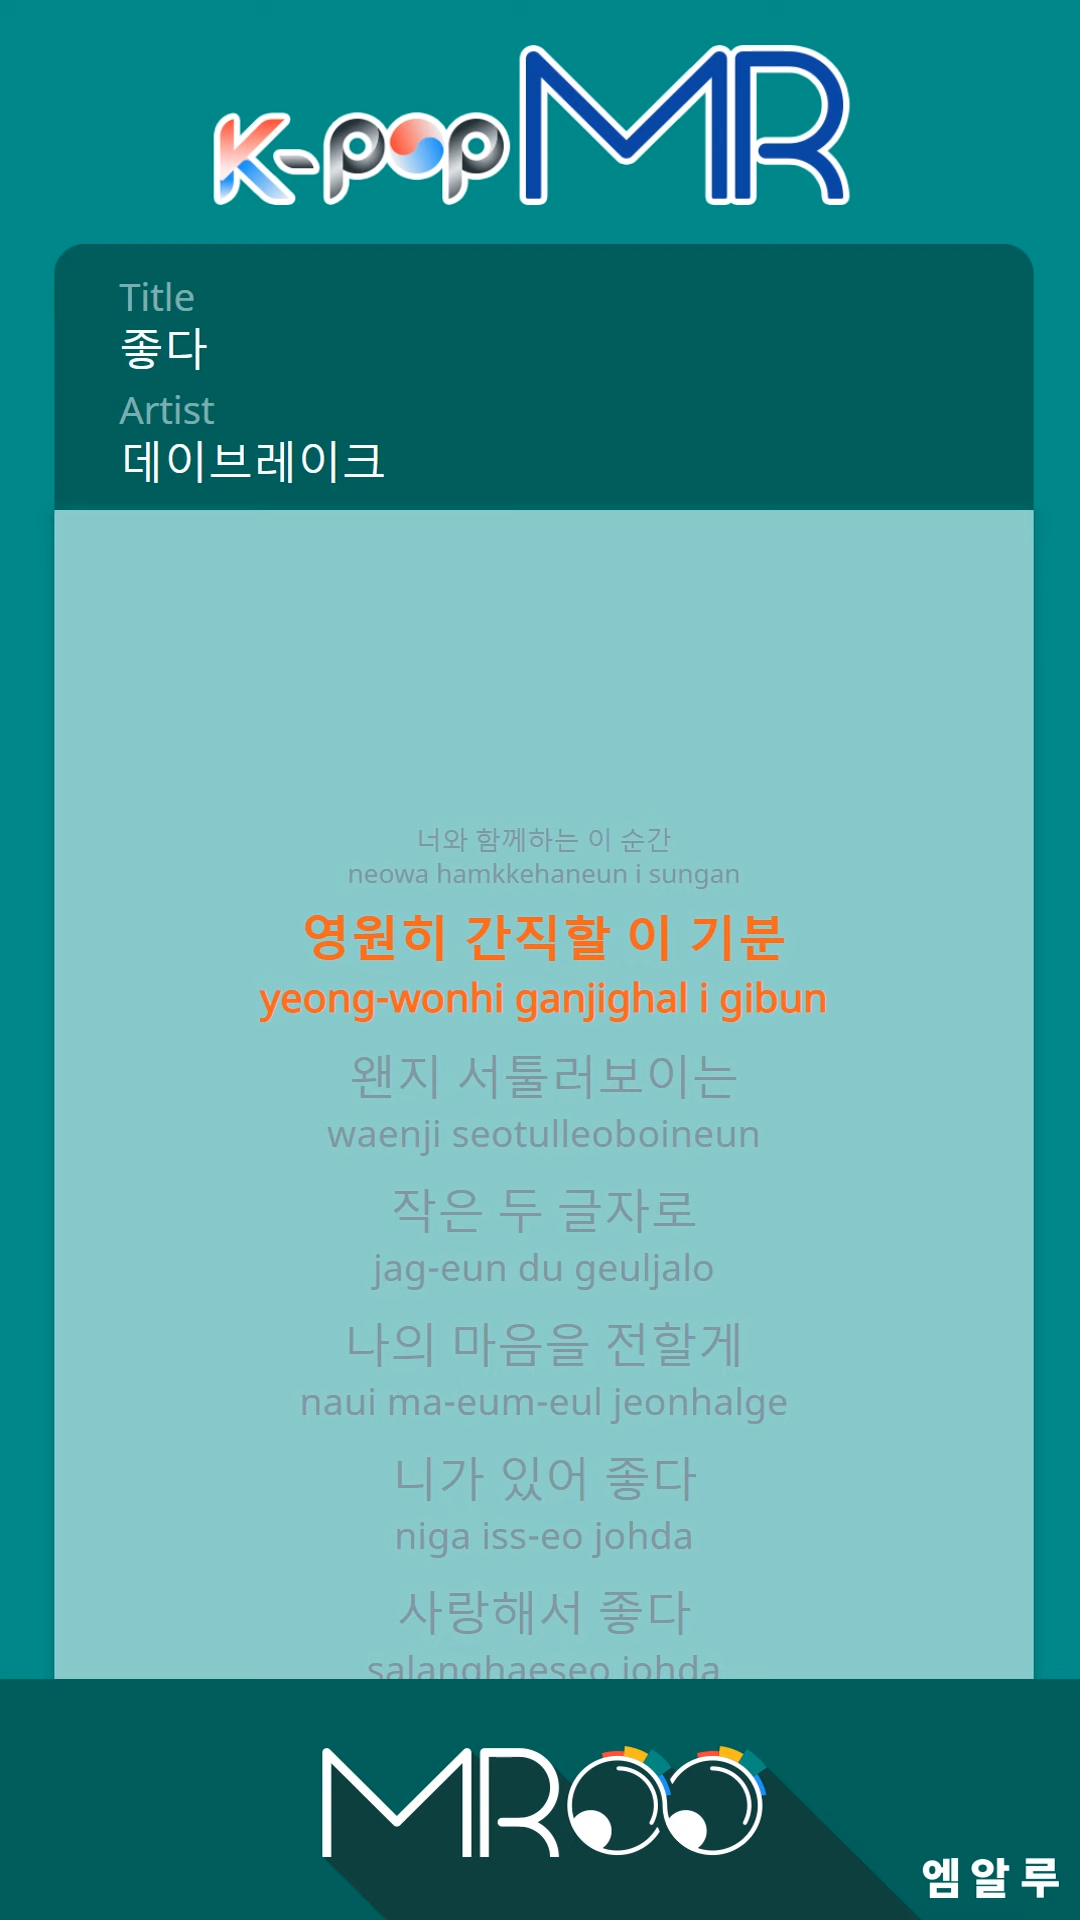 K-pop MR
Title
좋다
Artist
데이브레이크
너와 함께하는 이 순간
neowa hamkkehaneun i sungan
영원히 간직할 이 기분
yeong-wonhi ganjighal i gibun
왠지 서툴러보이는
waenji seotulleoboineun
작은 두 글자로
jag-eun du geuljalo
나의 마음을 전할게
naui ma-eum-eul jeonhalge
니가 있어 좋다
niga iss-eo johda
사랑해서 좋다
salanghaeseo johda
MROO
엠알루